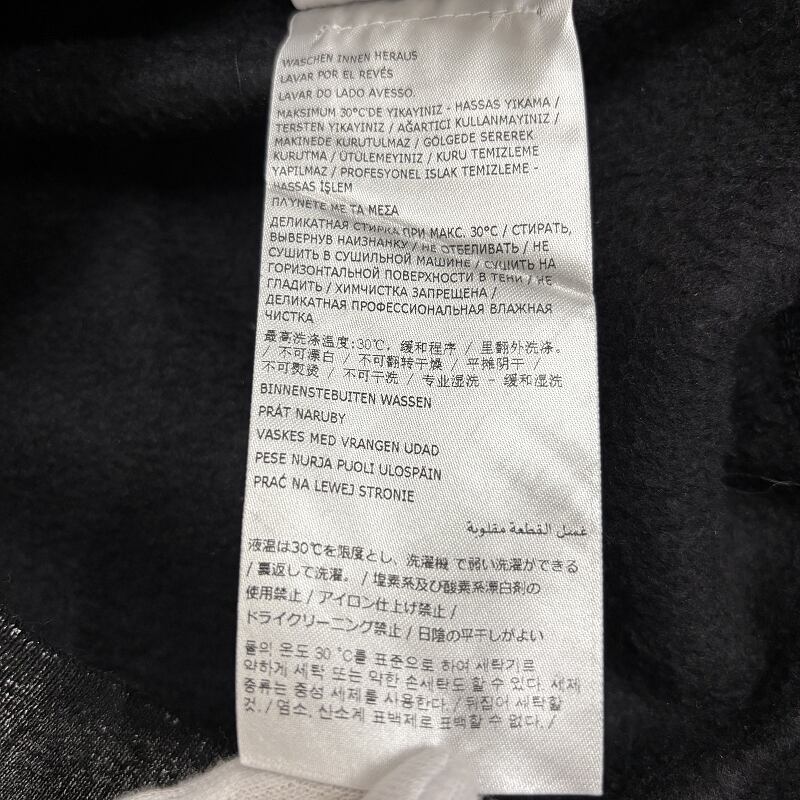 WASCHEN INNEN HERAUS
LAVAR POR EL REVÉS
LAVAR DO LADO AVESSO.
MAKSIMUM 30°C'DE YIKAYINIZ - HASSAS YIKAMA /
TERSTEN YIKAYINIZ / AĞARTICI KULLANMAYINIZ /
MAKINEDE KURUTULMAZ / GÖLGEDE SEREREK
KURUTMA / ÜTÜLEMEYINIZ / KURU TEMIZLEME
YAPILMAZ / PROFESYONEL ISLAK TEMIZLEME -
HASSAS İŞLEM
ΠΛΥΝΕΤΕ ΜΕ ΤΑ ΜΕΣΑ
ДЕЛИКАТНАЯ СТИРКА ПРИ МАКС. 30°C / СТИРАТЬ,
ВЫВЕРНУВ НАИЗНАНКУ / НЕ ОТБЕЛИВАТЬ / НЕ
СУШИТЬ В СУШИЛЬНОЙ МАШИНЕ / СУШИТЬ НА
ГОРИЗОНТАЛЬНОЙ ПОВЕРХНОСТИ В ТЕНИ / НЕ
ГЛАДИТЬ / ХИМЧИСТКА ЗАПРЕЩЕНА /
ДЕЛИКАТНАЯ ПРОФЕССИОНАЛЬНАЯ ВЛАЖНАЯ
ЧИСТКА
最高洗涤温度:30℃, 缓和程序 / 里翻外洗涤。
/ 不可漂白 / 不可翻转干燥 / 平摊阴干 /
不可熨烫 / 不可干洗 / 专业湿洗 - 缓和湿洗
BINNENSTEBUITEN WASSEN
PRÁT NARUBY
VASKES MED VRANGEN UDAD
PESE NURJA PUOLI ULOSPÄIN
PRAĆ NA LEWEJ STRONIE
غسل القطعة مقلوبة
液温は30℃を限度とし、洗濯機 で弱い洗濯ができる
/ 裏返して洗濯。 / 塩素系及び酸素系漂白剤の
使用禁止 / アイロン仕上げ禁止 /
ドライクリーニング禁止 / 日陰の平干しがよい
물의 온도 30 ℃를 표준으로 하여 세탁기로
약하게 세탁 또는 약한 손세탁도 할 수 있다. 세제
종류는 중성 세제를 사용한다. / 뒤집어 세탁할
것. / 염소, 산소계 표백제로 표백할 수 없다. /